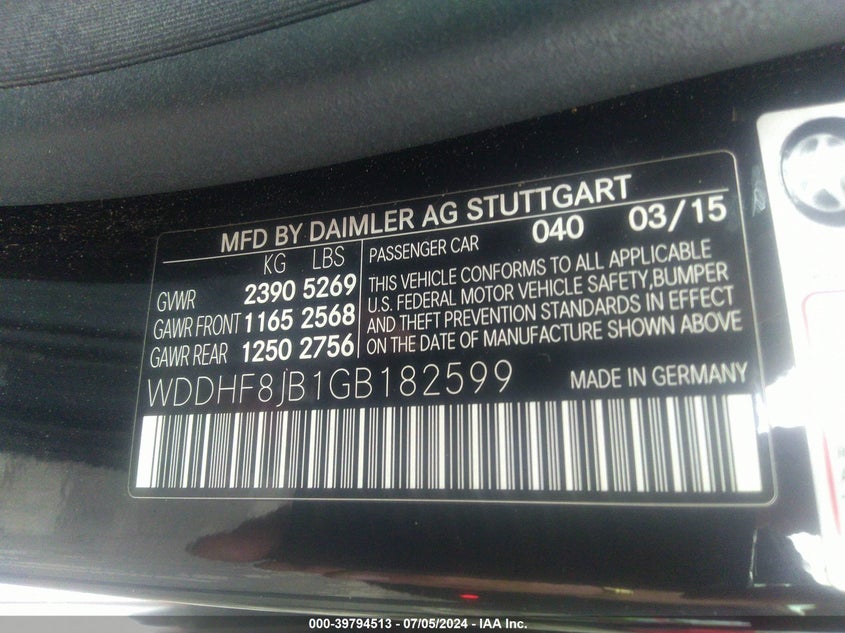 MFD BY DAIMLER AG STUTTGART
KG LBS
GVWR 2390 5269
GAWR FRONT 1165 2568
GAWR REAR 1250 2756
PASSENGER CAR 040 03/15
THIS VEHICLE CONFORMS TO ALL APPLICABLE
U.S. FEDERAL MOTOR VEHICLE SAFETY,BUMPER
AND THEFT PREVENTION STANDARDS IN EFFECT
ON THE DATE OF MANUFACTURE SHOWN ABOVE
WDDHF8JB1GB182599 MADE IN GERMANY
000-39794513 - 07/05/2024 - IAA Inc.